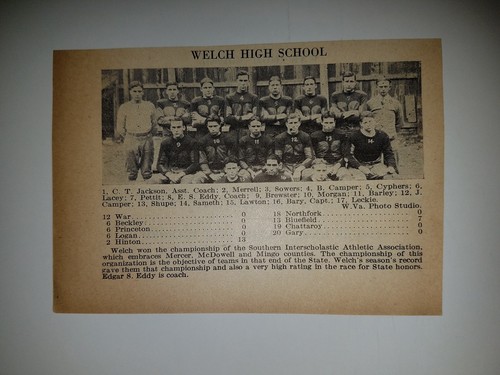 WELCH HIGH SCHOOL
1, C. T. Jackson, Asst. Coach; 2, Merrell; 3, Sowers; 4, B. Camper; 5, Cyphers; 6,
Lacey; 7, Pettit; 8, E. S. Eddy, Coach; 9, Brewster; 10, Morgan; 11, Barley; 12, J.
Camper; 13, Shupe; 14, Sameth; 15, Lawton; 16, Bary, Capt.; 17, Leckie.
W. Va. Photo Studio.
12 War 0 18 Northfork 0
6 Beckley 0 13 Bluefield 7
6 Princeton 0 19 Chattaroy 0
6 Logan 0 20 Gary 0
2 Hinton 13
Welch won the championship of the Southern Interscholastic Athletic Association,
which embraces Mercer, McDowell and Mingo counties. The championship of this
organization is the objective of teams in that end of the State. Welch's season's record
gave them that championship and also a very high rating in the race for State honors.
Edgar S. Eddy is coach.